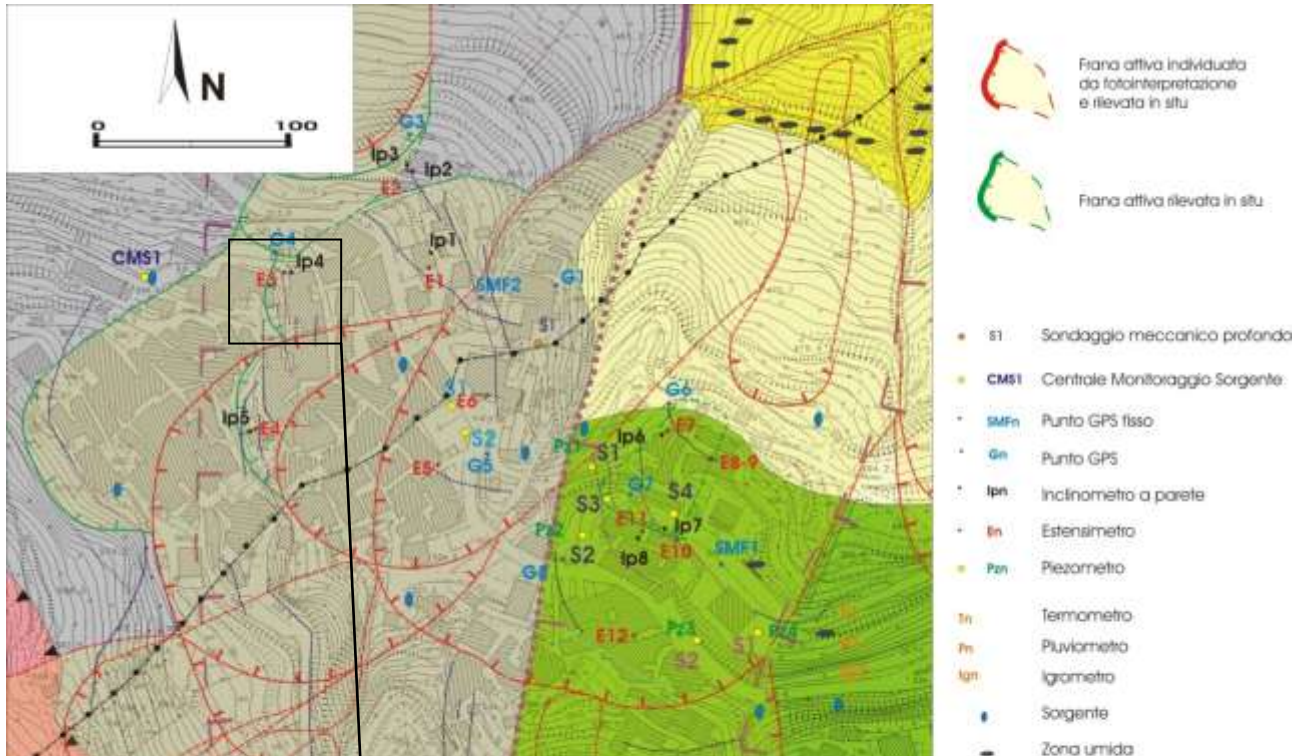 N
0 100
G3
Ip3
Ip2
E2
G4
Ip4
CMS1
E3
Ip1
E1
SMF2
G1
S1
S1
E6
Ip5
E4
S2
E5
G5
G6
Ip6
E7
Pz1
S1
E8-9
G7
S3
S4
E11
Ip7
Pz2
S2
Ip8
E10
SMF1
G8
E12
Pz3
S2
Frana attiva individuata
da fotointerpretazione
e rilevata in situ
Frana attiva rilevata in situ
S1 Sondaggio meccanico profondo
CMS1 Centrale Monitoraggio Sorgente
SMFn Punto GPS fisso
Gn Punto GPS
Ipn Inclinometro a parete
En Estensimetro
Pzn Piezometro
Tn Termometro
Pn Pluviometro
Ign Igrometro
Sorgente
Zona umida